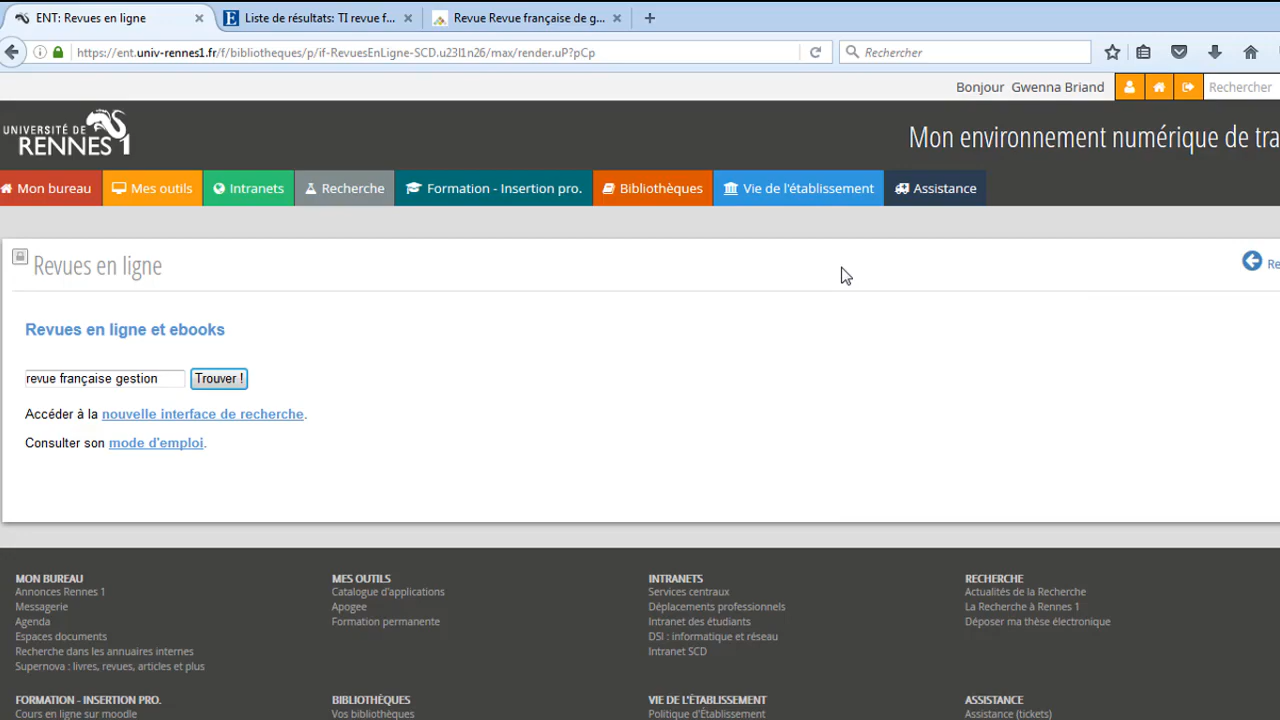 ENT: Revues en ligne
Liste de résultats: TI revue f...
Revue Revue française de g...
https://ent.univ-rennes1.fr/f/bibliotheques/p/if-RevuesEnLigne-SCD.u23l1n26/max/render.uP?pCp
Rechercher
Bonjour Gwenna Briand
Rechercher
UNIVERSITÉ DE
RENNES 1
Mon environnement numérique de tra
Mon bureau
Mes outils
Intranets
Recherche
Formation - Insertion pro.
Bibliothèques
Vie de l'établissement
Assistance
Revues en ligne
Re
Revues en ligne et ebooks
revue française gestion
Trouver !
Accéder à la nouvelle interface de recherche.
Consulter son mode d'emploi.
MON BUREAU
Annonces Rennes 1
Messagerie
Agenda
Espaces documents
Recherche dans les annuaires internes
Supernova : livres, revues, articles et plus
MES OUTILS
Catalogue d'applications
Apogee
Formation permanente
INTRANETS
Services centraux
Déplacements professionnels
Intranet des étudiants
DSI : informatique et réseau
Intranet SCD
RECHERCHE
Actualités de la Recherche
La Recherche à Rennes 1
Déposer ma thèse électronique
FORMATION - INSERTION PRO.
Cours en ligne sur moodle
BIBLIOTHÈQUES
Vos bibliothèques
VIE DE L'ÉTABLISSEMENT
Politique d'Établissement
ASSISTANCE
Assistance (tickets)